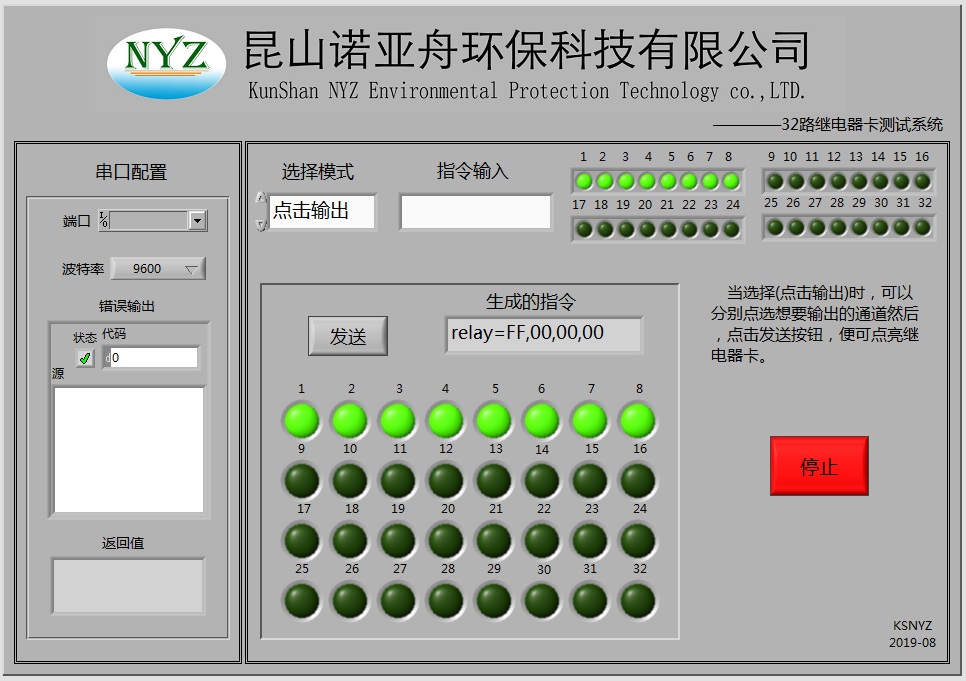 NYZ
昆山诺亚舟环保科技有限公司
KunShan NYZ Environmental Protection Technology co.,LTD.
————32路继电器卡测试系统
串口配置
端口
I/O
波特率
9600
错误输出
状态
代码
d0
源
返回值
选择模式
点击输出
指令输入
1 2 3 4 5 6 7 8
9 10 11 12 13 14 15 16
17 18 19 20 21 22 23 24
25 26 27 28 29 30 31 32
发送
生成的指令
relay=FF,00,00,00
1 2 3 4 5 6 7 8
9 10 11 12 13 14 15 16
17 18 19 20 21 22 23 24
25 26 27 28 29 30 31 32
当选择(点击输出)时，可以
分别点选想要输出的通道然后
，点击发送按钮，便可点亮继
电器卡。
停止
KSNYZ
2019-08